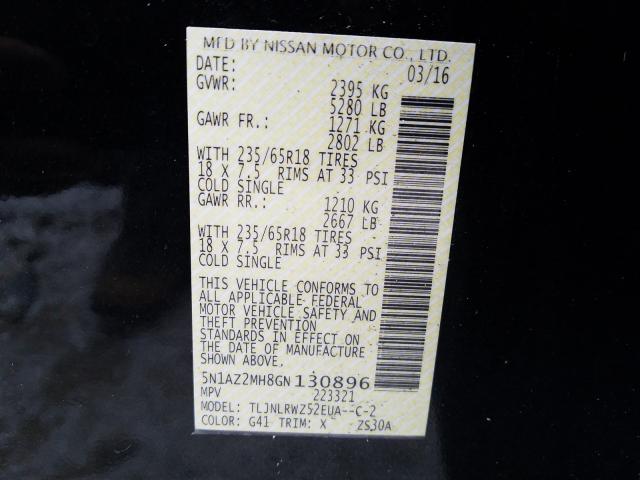 MFD BY NISSAN MOTOR CO., LTD.
DATE: 03/16
GVWR: 2395 KG
5280 LB
GAWR FR.: 1271 KG
2802 LB
WITH 235/65R18 TIRES
18 X 7.5 RIMS AT 33 PSI
COLD SINGLE
GAWR RR.: 1210 KG
2667 LB
WITH 235/65R18 TIRES
18 X 7.5 RIMS AT 33 PSI
COLD SINGLE
THIS VEHICLE CONFORMS TO
ALL APPLICABLE FEDERAL
MOTOR VEHICLE SAFETY AND
THEFT PREVENTION
STANDARDS IN EFFECT ON
THE DATE OF MANUFACTURE
SHOWN ABOVE.
5N1AZ2MH8GN130896
MPV 223321
MODEL: TLJNLRWZ52EUA--C-2
COLOR: G41 TRIM: X ZS30A